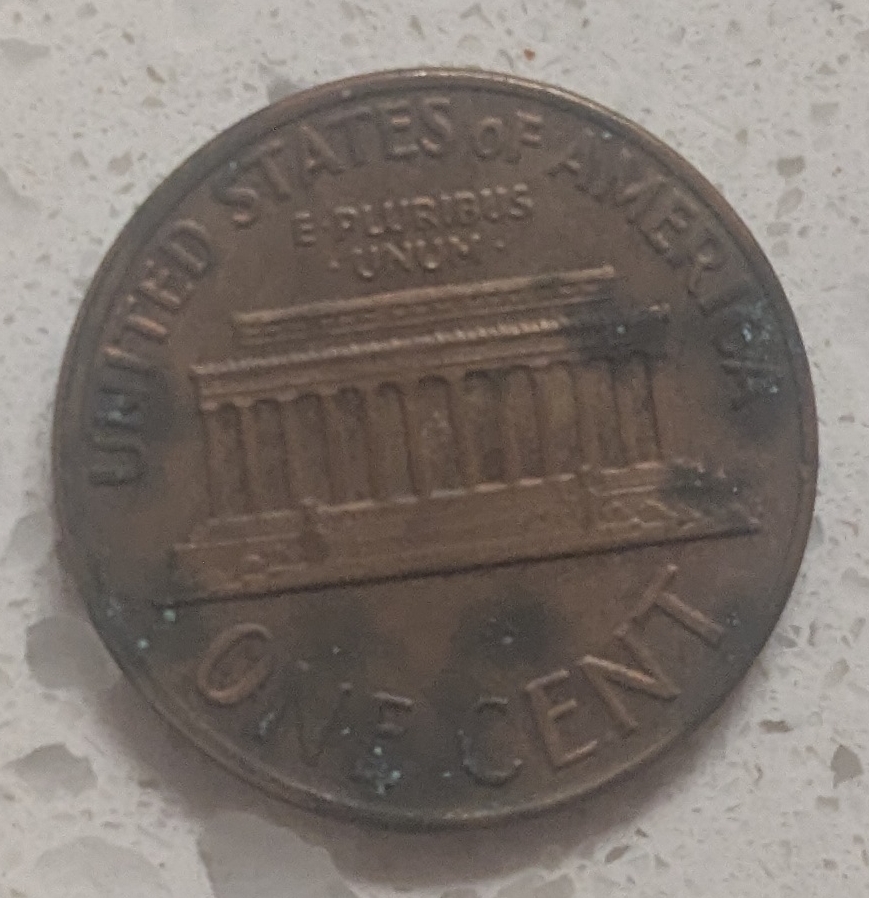 UNITED STATES OF AMERICA
E·PLURIBUS
·UNUM·
ONE CENT